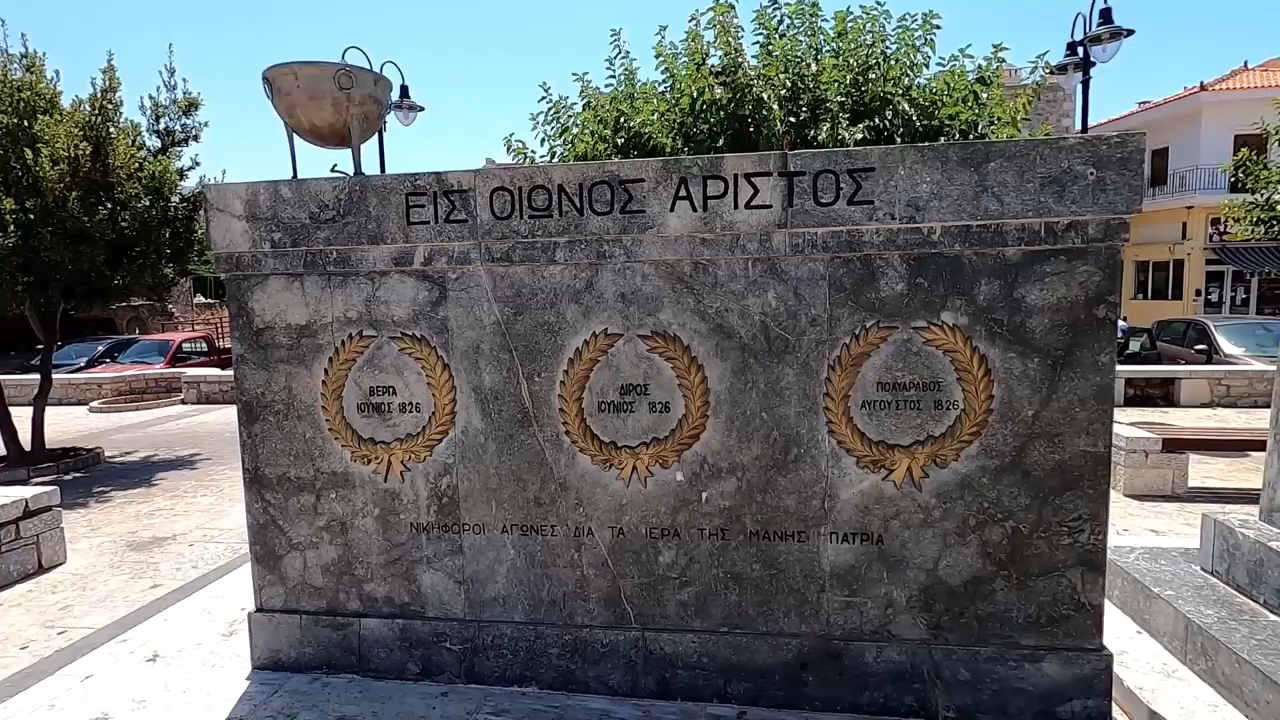 ΕΙΣ ΟΙΩΝΟΣ ΑΡΙΣΤΟΣ
ΒΕΡΓΑ
ΙΟΥΝΙΟΣ 1826
ΔΙΡΟΣ
ΙΟΥΝΙΟΣ 1826
ΠΟΛΥΑΡΑΒΟΣ
ΑΥΓΟΥΣΤΟΣ 1826
ΝΙΚΗΦΟΡΟΙ ΑΓΩΝΕΣ ΔΙΑ ΤΑ ΙΕΡΑ ΤΗΣ ΜΑΝΗΣ ΠΑΤΡΙΑ